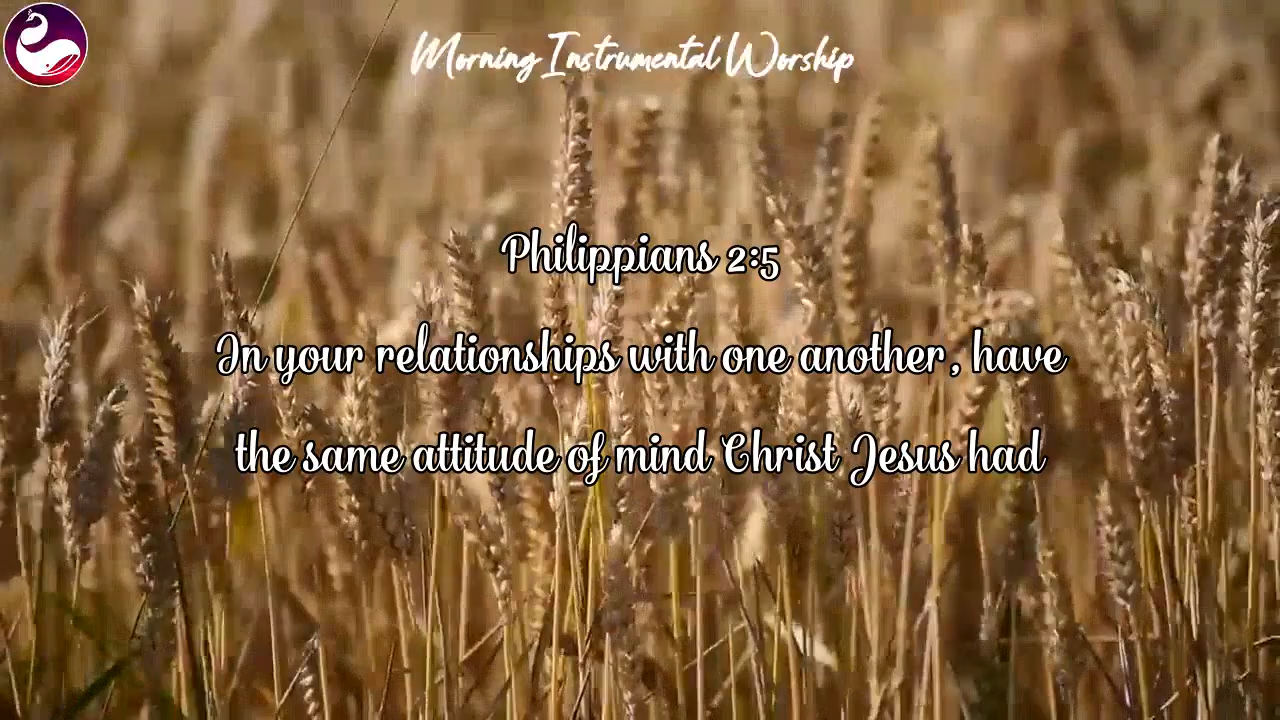 Morning Instrumental Worship
Philippians 2:5
In your relationships with one another, have
the same attitude of mind Christ Jesus had